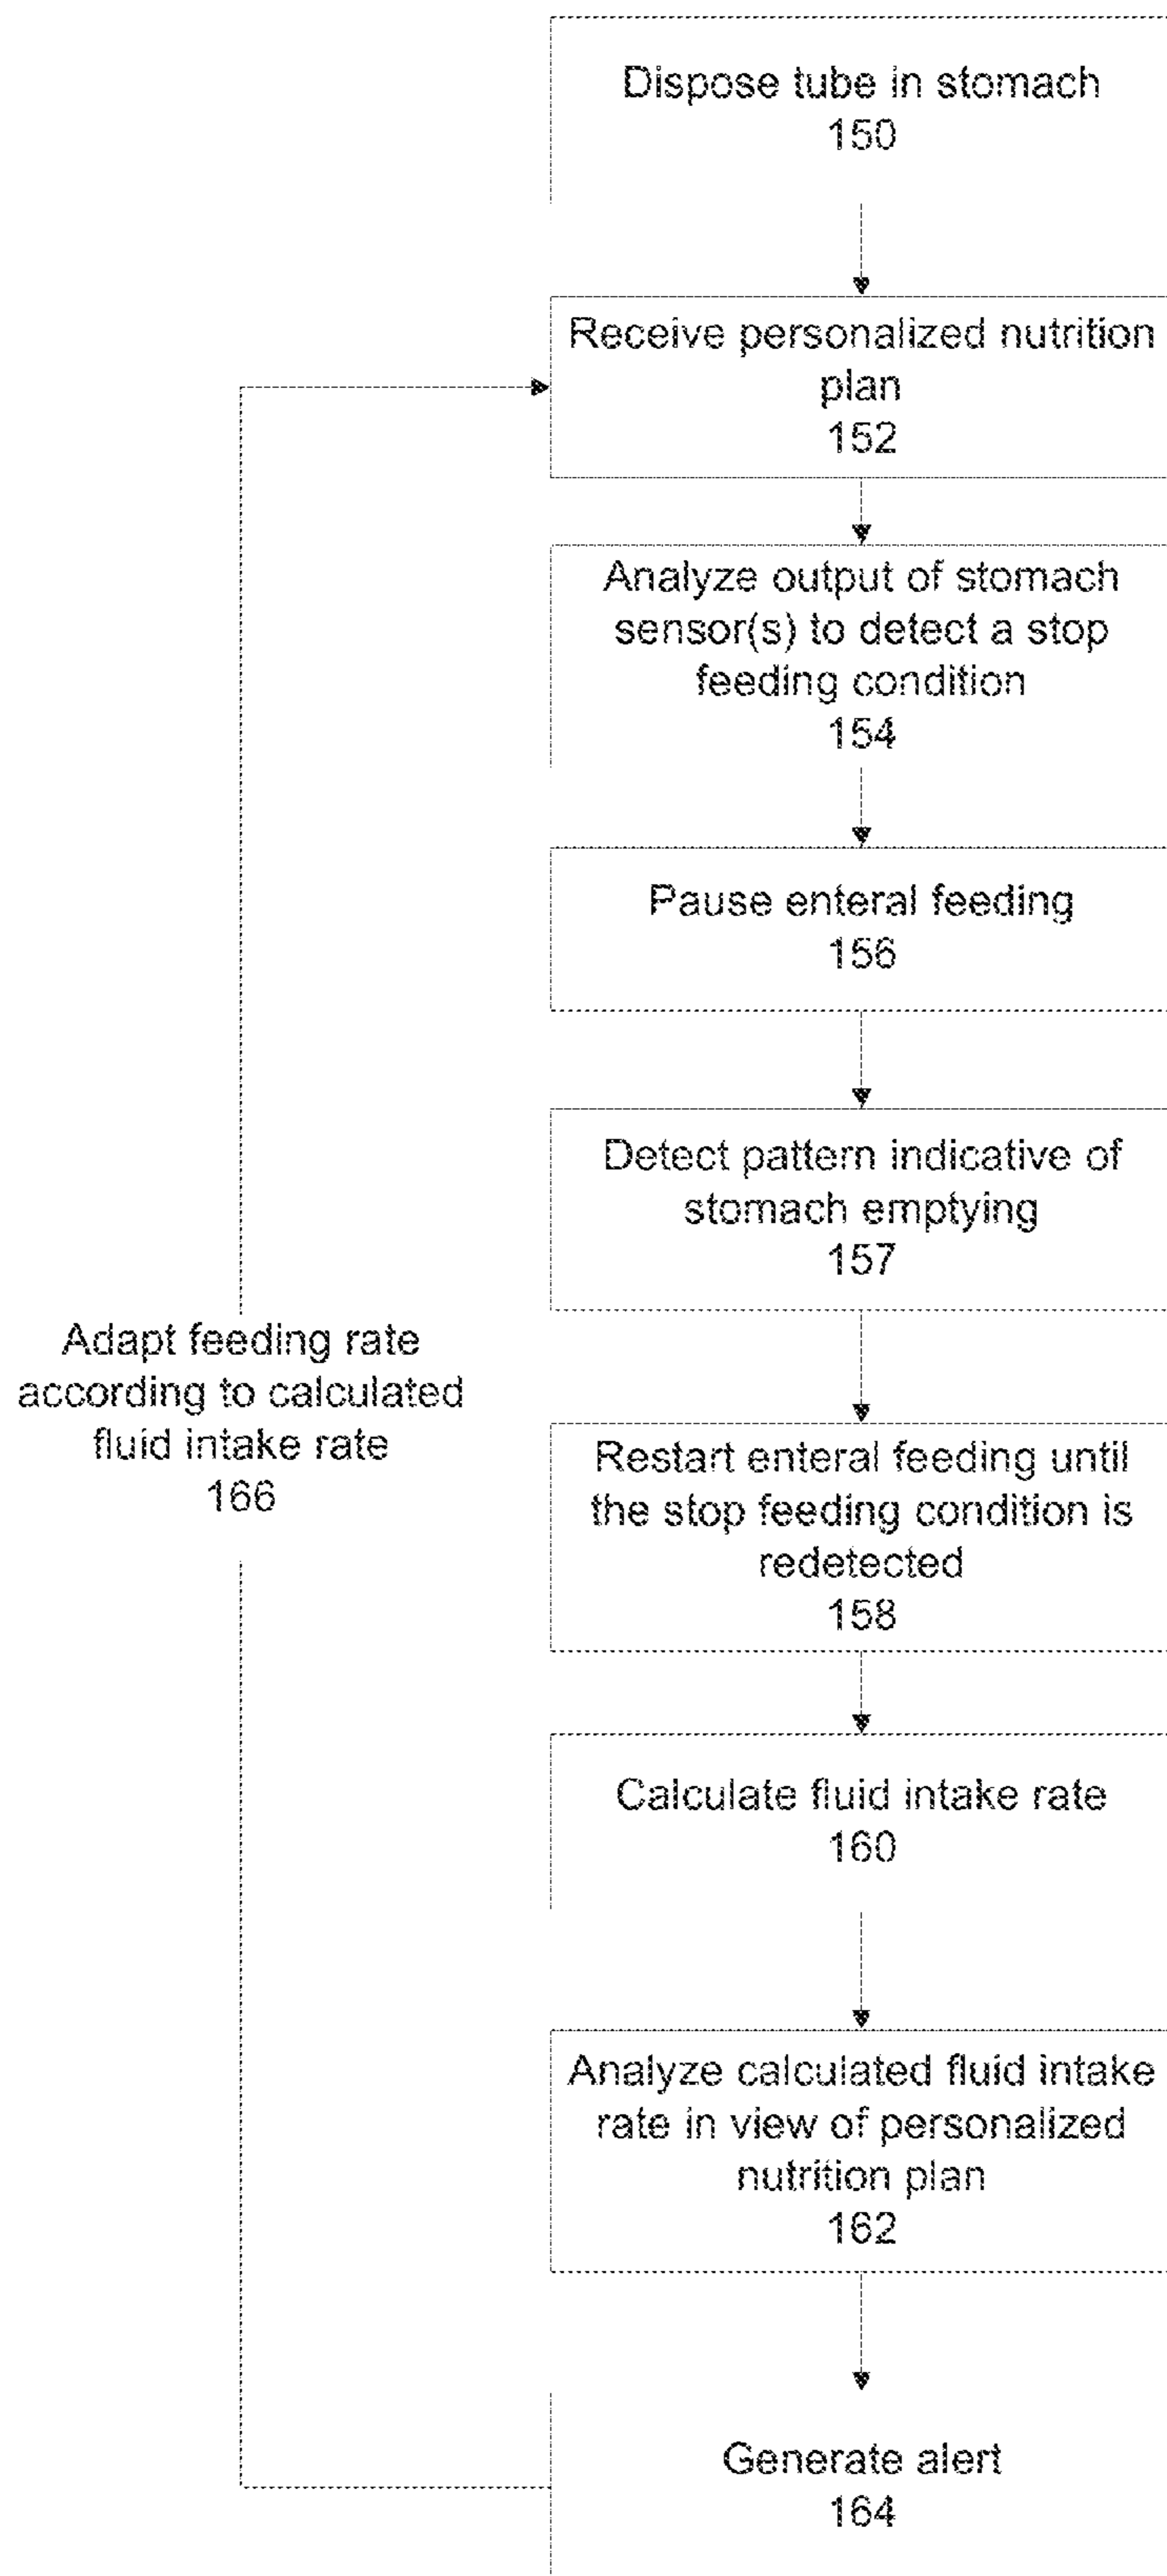 Dispose tube in stomach
150
Receive personalized nutrition
plan
152
Analyze output of stomach
sensor(s) to detect a stop
feeding condition
154
Pause enteral feeding
156
Detect pattern indicative of
stomach emptying
157
Restart enteral feeding until
the stop feeding condition is
redetected
158
Calculate fluid intake rate
160
Analyze calculated fluid intake
rate in view of personalized
nutrition plan
162
Generate alert
164
Adapt feeding rate
according to calculated
fluid intake rate
166